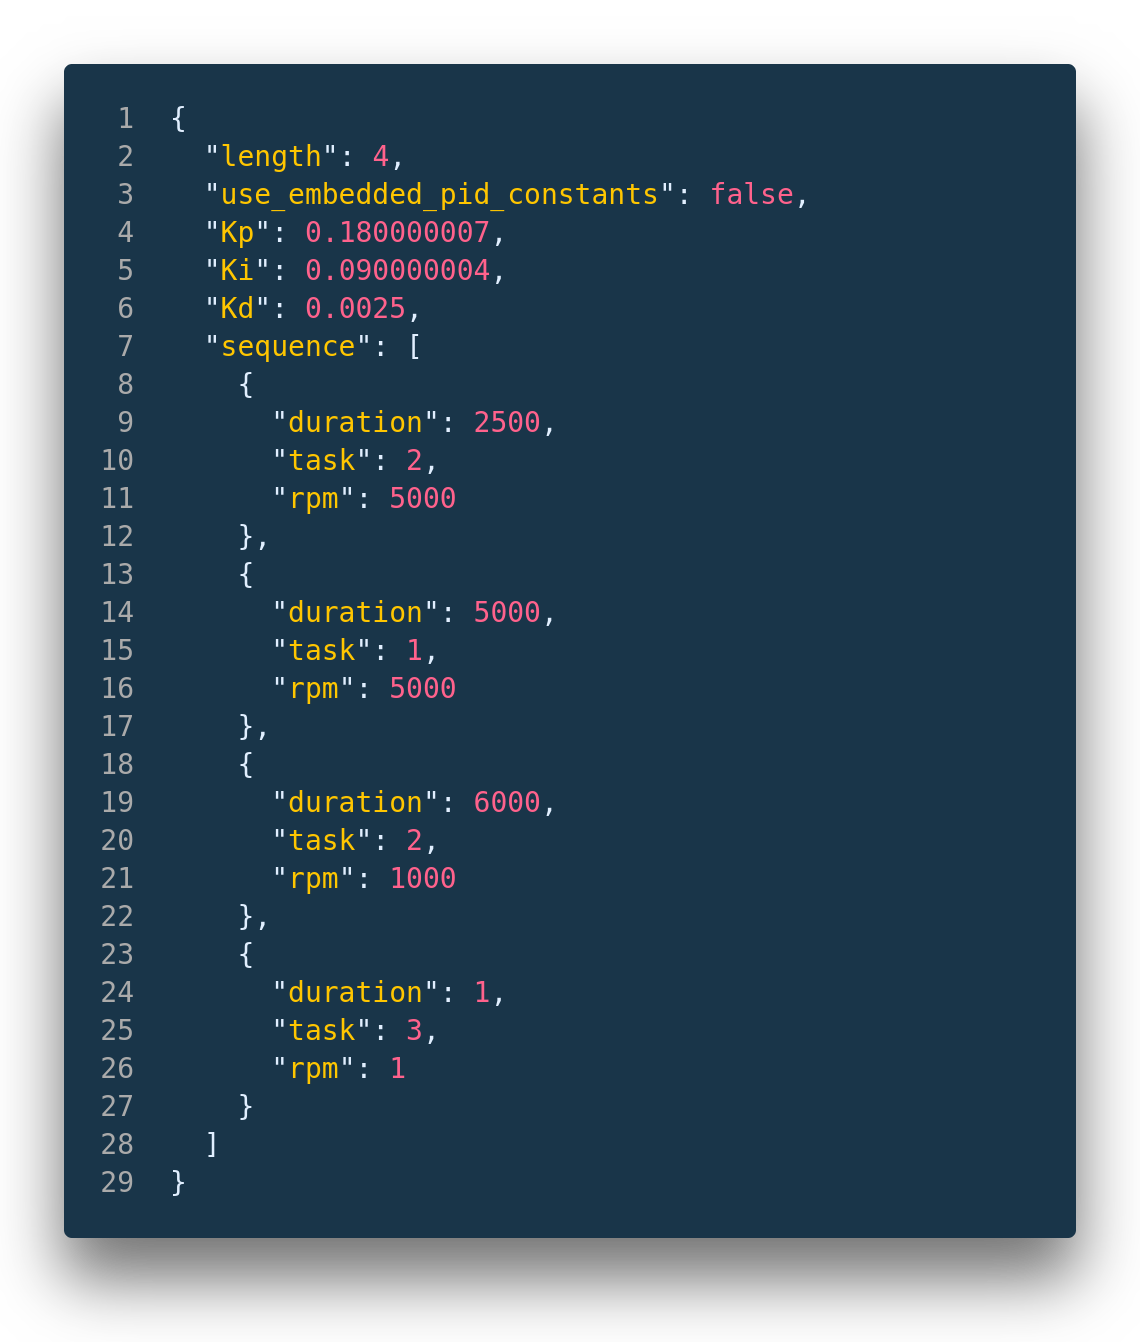 1 {
2   "length": 4,
3   "use_embedded_pid_constants": false,
4   "Kp": 0.180000007,
5   "Ki": 0.090000004,
6   "Kd": 0.0025,
7   "sequence": [
8     {
9       "duration": 2500,
10       "task": 2,
11       "rpm": 5000
12     },
13     {
14       "duration": 5000,
15       "task": 1,
16       "rpm": 5000
17     },
18     {
19       "duration": 6000,
20       "task": 2,
21       "rpm": 1000
22     },
23     {
24       "duration": 1,
25       "task": 3,
26       "rpm": 1
27     }
28   ]
29 }